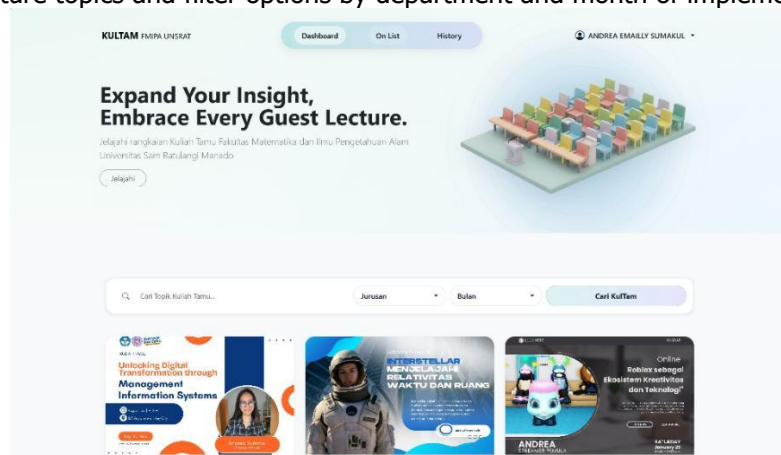 KULTAM FMIPA UNSRAT
Dashboard On List History
ANDREA EMAILLY SUMAKUL
Expand Your Insight,
Embrace Every Guest Lecture.
Jelajahi rangkaian Kuliah Tamu Fakultas Matematika dan Ilmu Pengetahuan Alam
Universitas Sam Ratulangi Manado
Jelajahi
Cari Topik Kuliah Tamu...
Jurusan
Bulan
Cari KulTam
Unlocking Digital
Transformation through
Management
Information Systems
INTERSTELLAR
MENJELAJAHI
RELATIVITAS
WAKTU DAN RUANG
Online
Roblox sebagai
Ekosistem Kreativitas
dan Teknologi"
ANDREA
SATURDAY